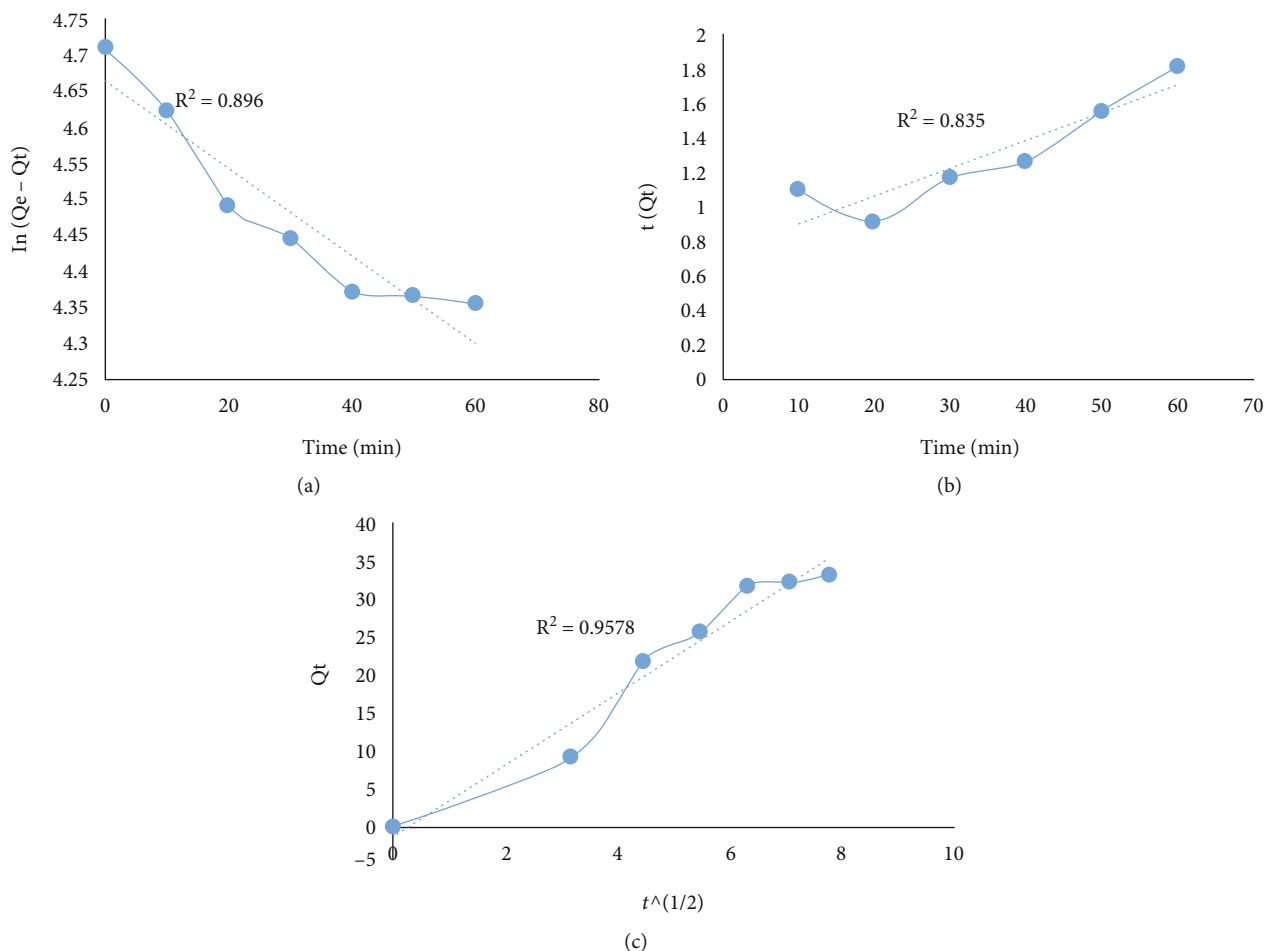 4.75
4.7
4.65
4.6
4.55
4.5
4.45
4.4
4.35
4.3
4.25
ln (Qe – Qt)
R² = 0.896
0 20 40 60 80
Time (min)
(a)
2
1.8
1.6
1.4
1.2
1
0.8
0.6
0.4
0.2
0
t (Qt)
R² = 0.835
0 10 20 30 40 50 60 70
Time (min)
(b)
40
35
30
25
20
15
10
5
0
–5
Qt
R² = 0.9578
0 2 4 6 8 10
t^(1/2)
(c)